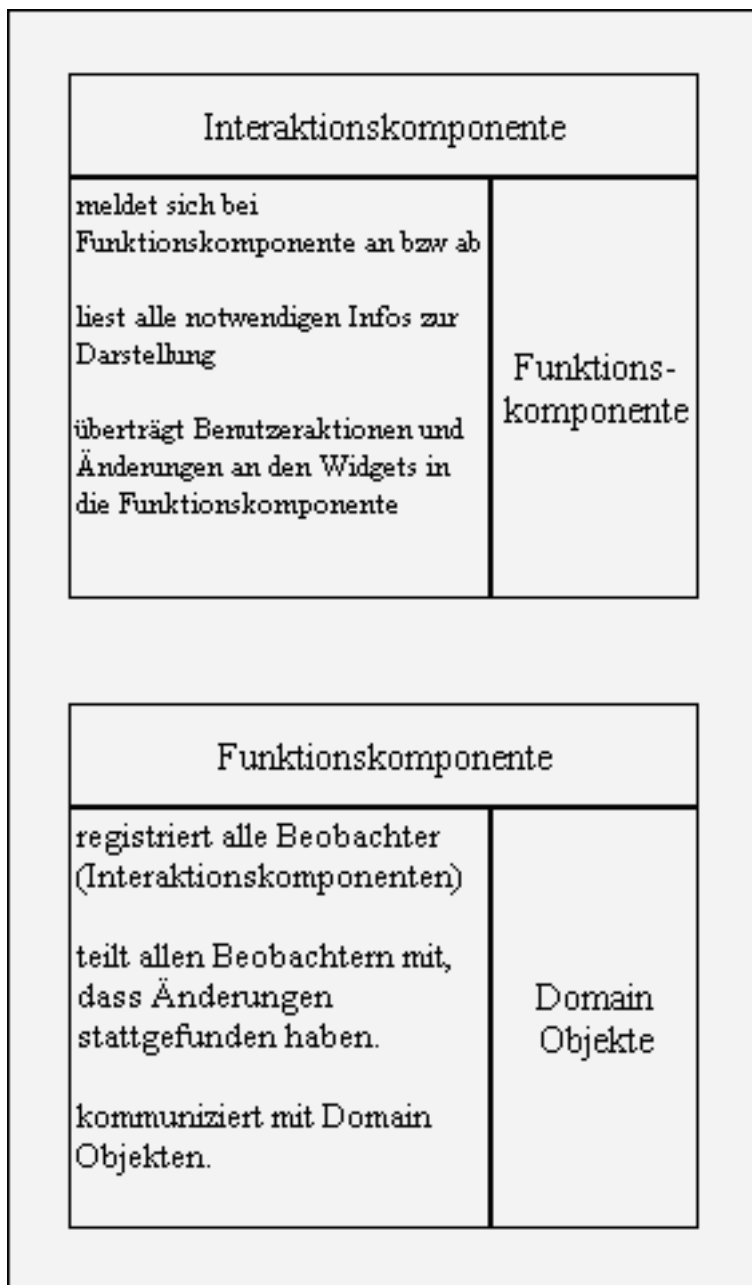 Interaktionskomponente
meldet sich bei
Funktionskomponente an bzw ab
liest alle notwendigen Infos zur
Darstellung
überträgt Benutzeraktionen und
Änderungen an den Widgets in
die Funktionskomponente
Funktions-
komponente
Funktionskomponente
registriert alle Beobachter
(Interaktionskomponenten)
teilt allen Beobachtern mit,
dass Änderungen
stattgefunden haben.
kommuniziert mit Domain
Objekten.
Domain
Objekte